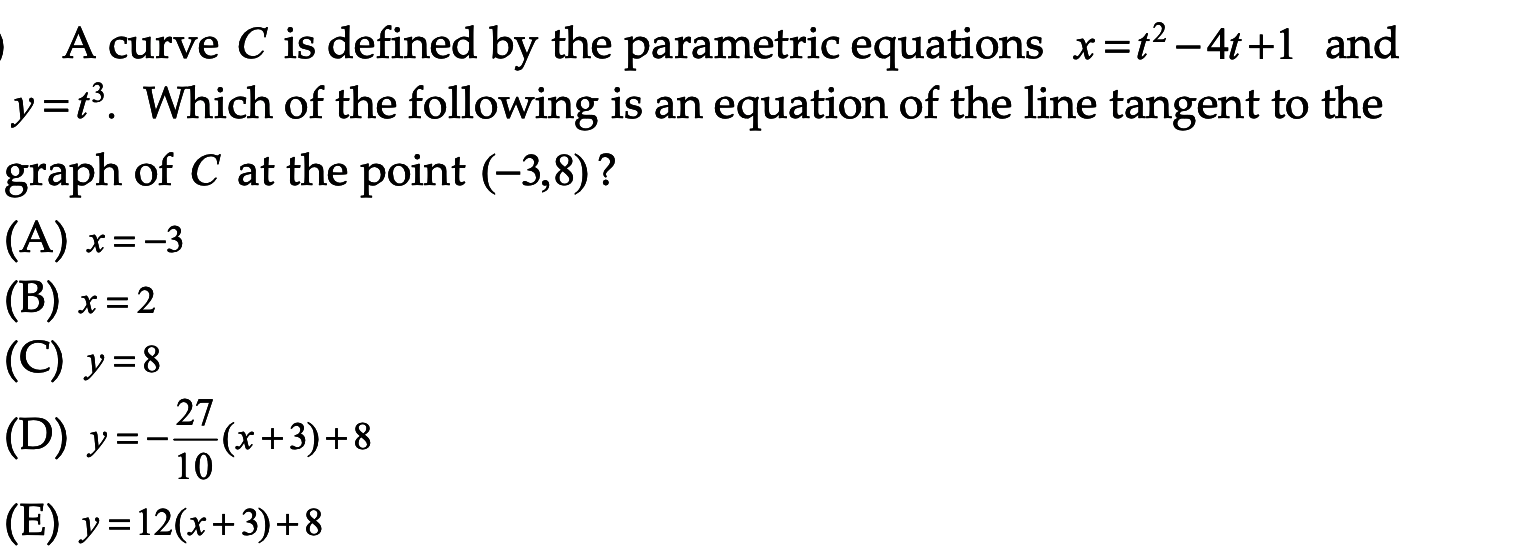 ) A curve C is defined by the parametric equations x=t²−4t+1 and
y=t³. Which of the following is an equation of the line tangent to the
graph of C at the point (−3,8)?
(A) x=−3
(B) x=2
(C) y=8
(D) y=−27/10(x+3)+8
(E) y=12(x+3)+8